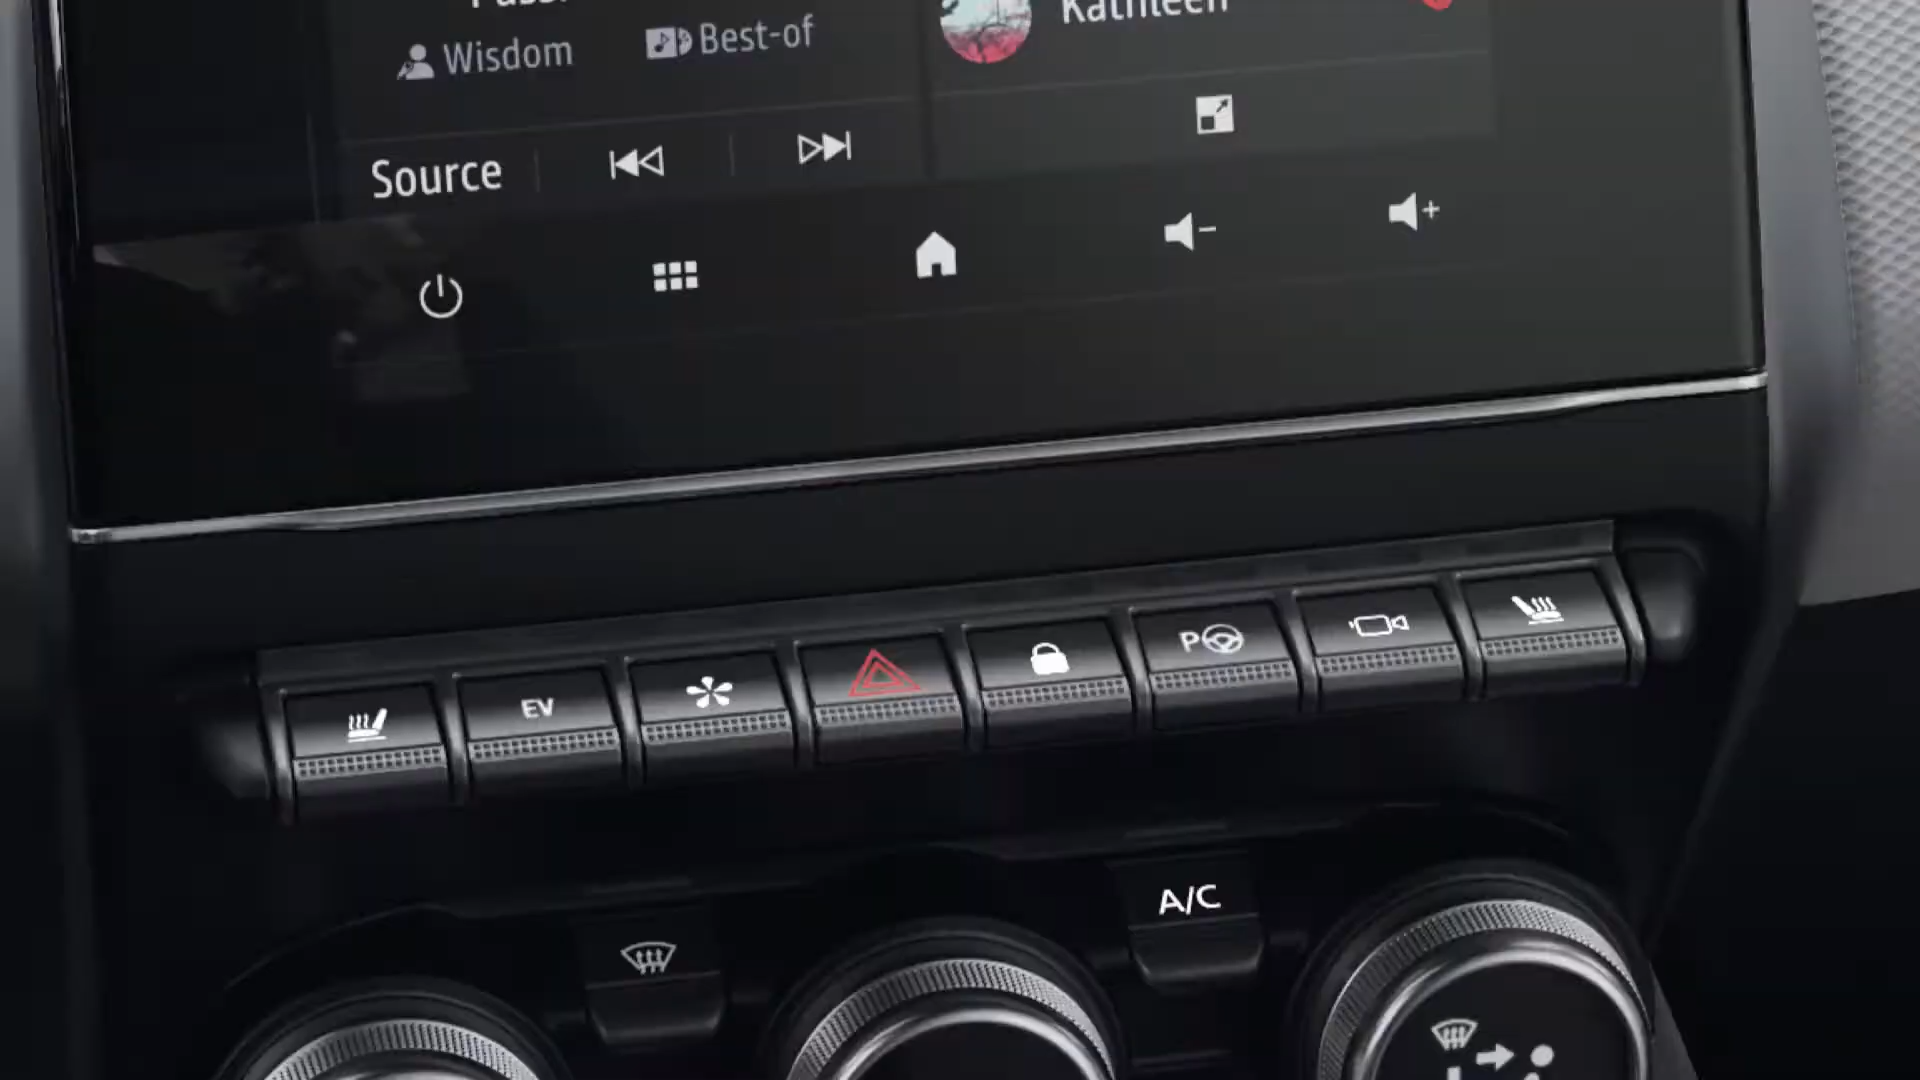 Kathleen
Wisdom
Best-of
Source
EV
P
A/C